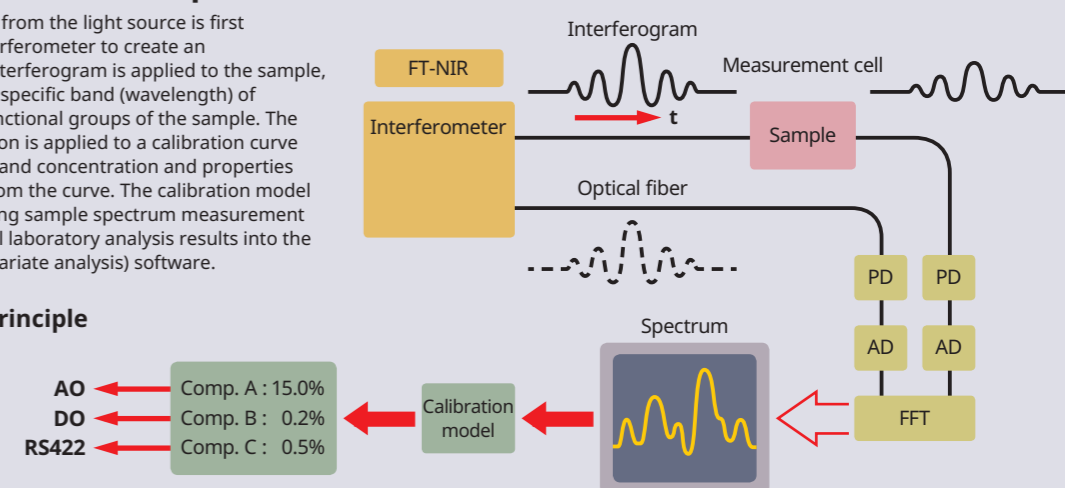 from the light source is first
rferometer to create an
terferogram is applied to the sample,
specific band (wavelength) of
nctional groups of the sample. The
on is applied to a calibration curve
and concentration and properties
om the curve. The calibration model
ng sample spectrum measurement
l laboratory analysis results into the
ariate analysis) software.
rinciple
Interferogram
FT-NIR
Measurement cell
t
Interferometer
Sample
Optical fiber
PD PD
AD AD
FFT
Spectrum
Calibration
model
Comp. A : 15.0%
Comp. B : 0.2%
Comp. C : 0.5%
AO
DO
RS422